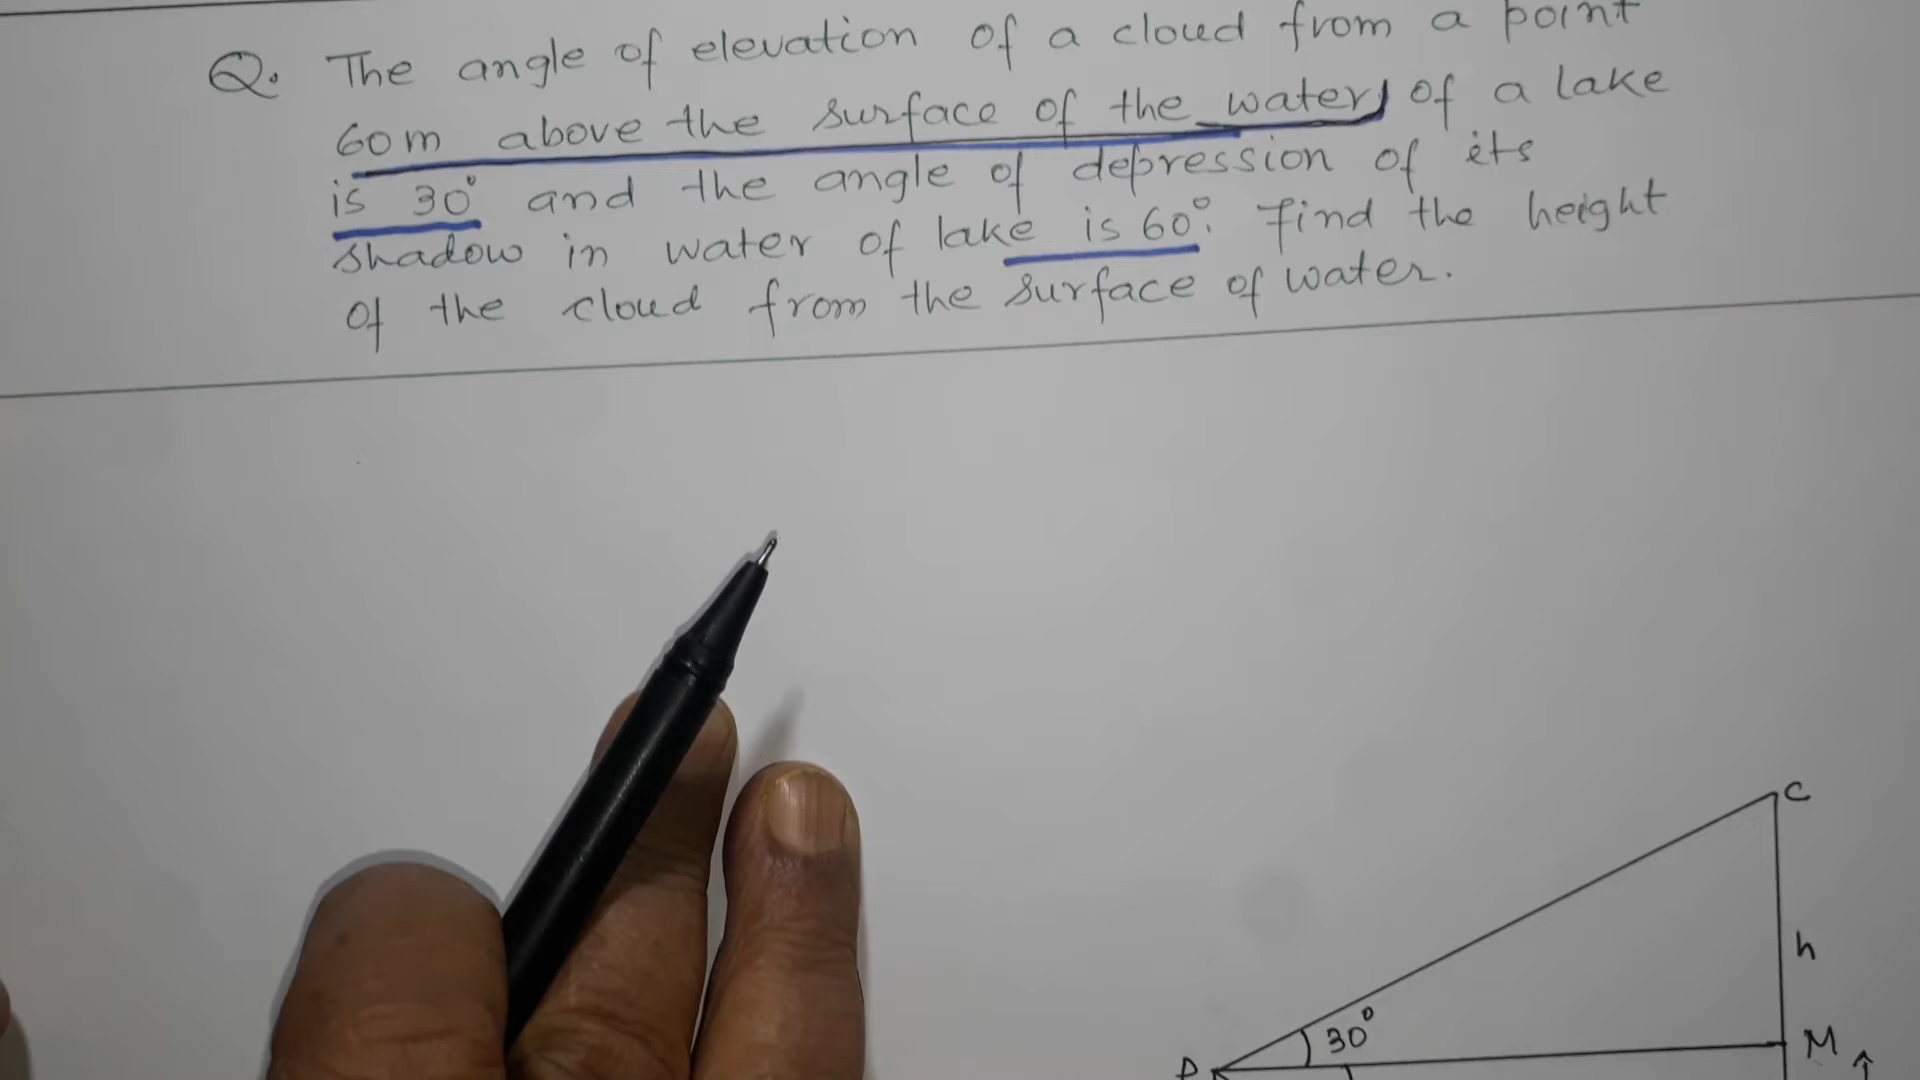 Q. The angle of elevation of a cloud from a point
60m above the surface of the water of a lake
is 30° and the angle of depression of its
shadow in water of lake is 60°. Find the height
of the cloud from the surface of water.
C
h
30°
M
P